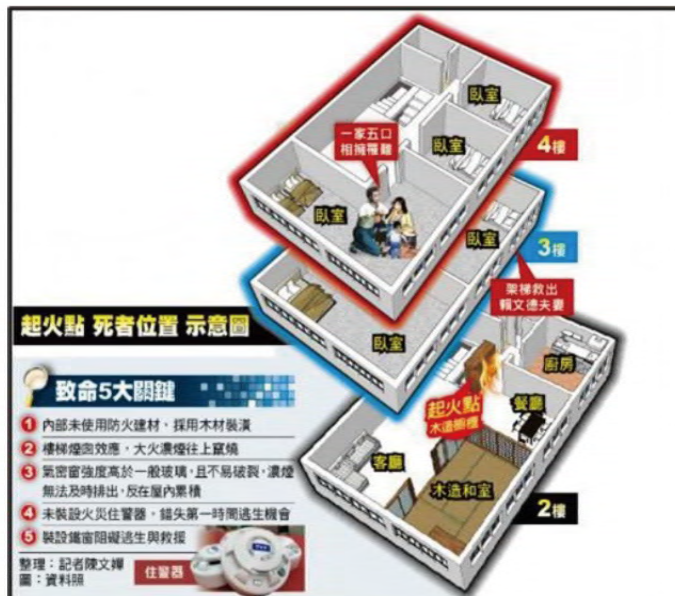 臥室
臥室
4樓
一家五口
相擁罹難
臥室
臥室
3樓
架梯救出
賴文德夫妻
臥室
起火點 死者位置 示意圖
廚房
起火點
木造櫥櫃
餐廳
客廳
木造和室
2樓
致命5大關鍵
1 內部未使用防火建材、採用木材裝潢
2 樓梯煙囪效應，大火濃煙往上竄燒
3 氣密窗強度高於一般玻璃，且不易破裂，濃煙
無法及時排出，反在屋內累積
4 未裝設火災住警器，錯失第一時間逃生機會
5 裝設鐵窗阻礙逃生與救援
整理：記者陳文嬋
圖：資料照
住警器